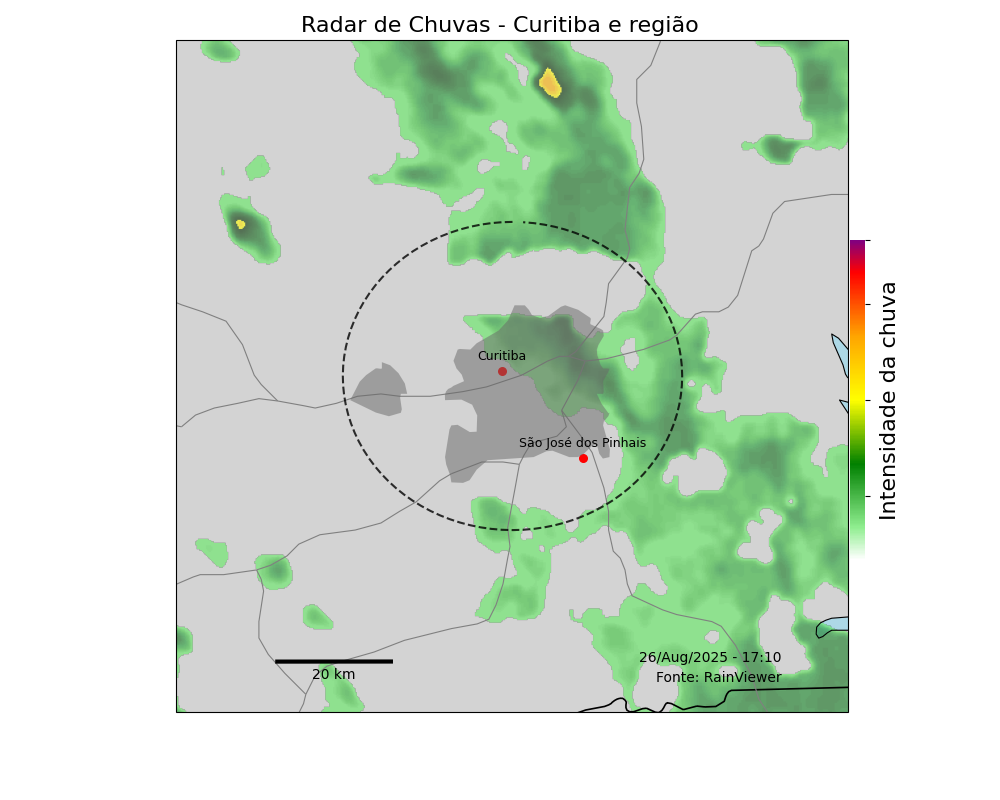 Radar de Chuvas - Curitiba e região
Curitiba
São José dos Pinhais
Intensidade da chuva
26/Aug/2025 - 17:10
Fonte: RainViewer
20 km